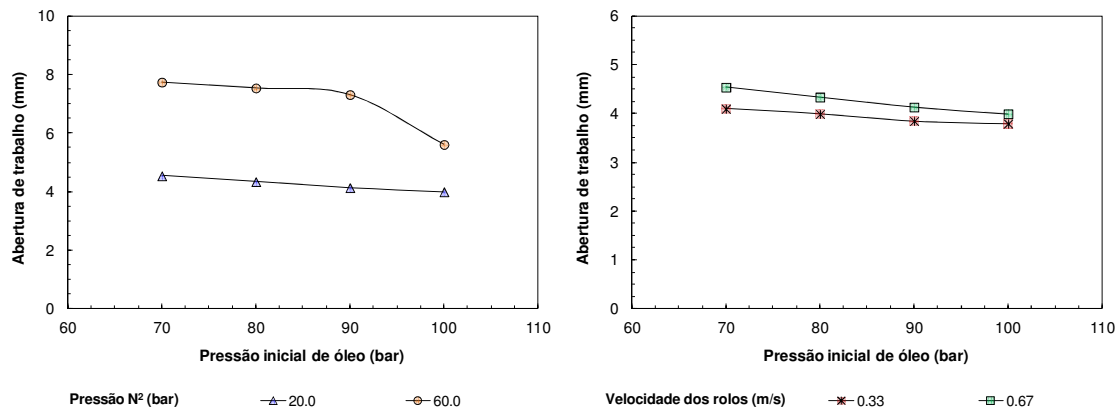 10
8
6
4
2
0
Abertura de trabalho (mm)
60 70 80 90 100 110
Pressão inicial de óleo (bar)
Pressão N² (bar) 20.0 60.0
6
5
4
3
2
1
0
Abertura de trabalho (mm)
60 70 80 90 100 110
Pressão inicial de óleo (bar)
Velocidade dos rolos (m/s) 0.33 0.67